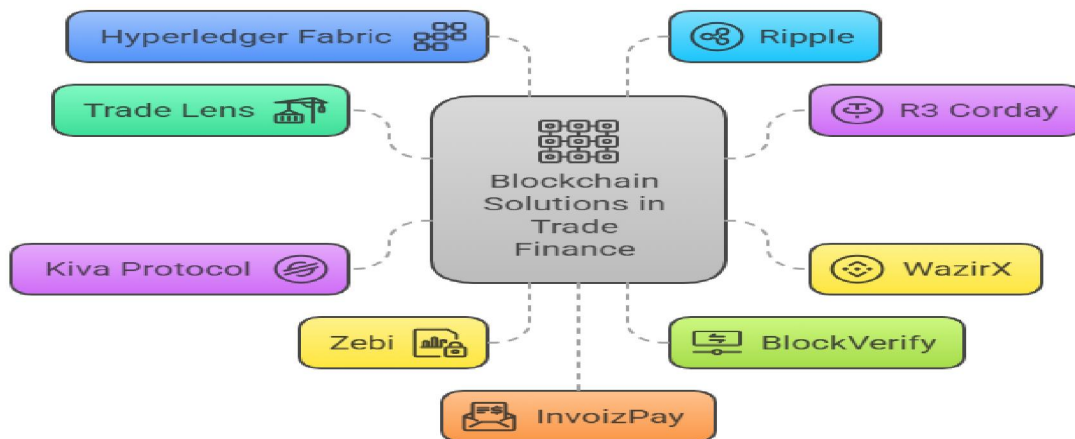 Hyperledger Fabric
Ripple
Trade Lens
R3 Corday
Blockchain
Solutions in
Trade
Finance
Kiva Protocol
WazirX
Zebi
BlockVerify
InvoizPay